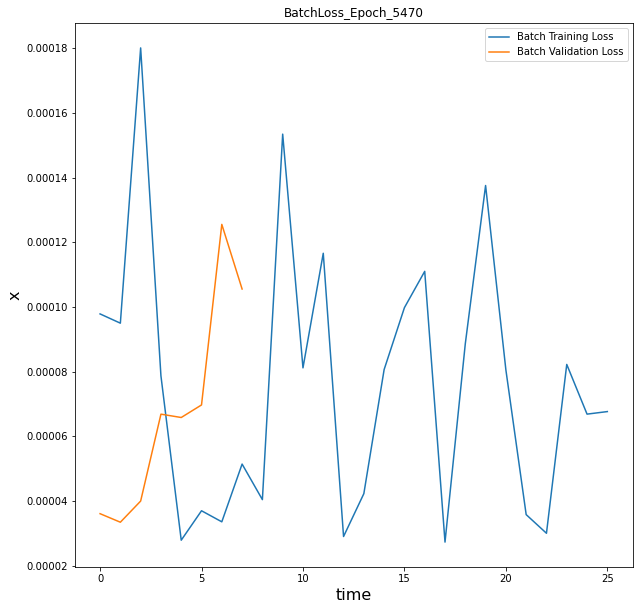 BatchLoss_Epoch_5470
Batch Training Loss
Batch Validation Loss
0.00018
0.00016
0.00014
0.00012
0.00010
0.00008
0.00006
0.00004
0.00002
x
0 5 10 15 20 25
time